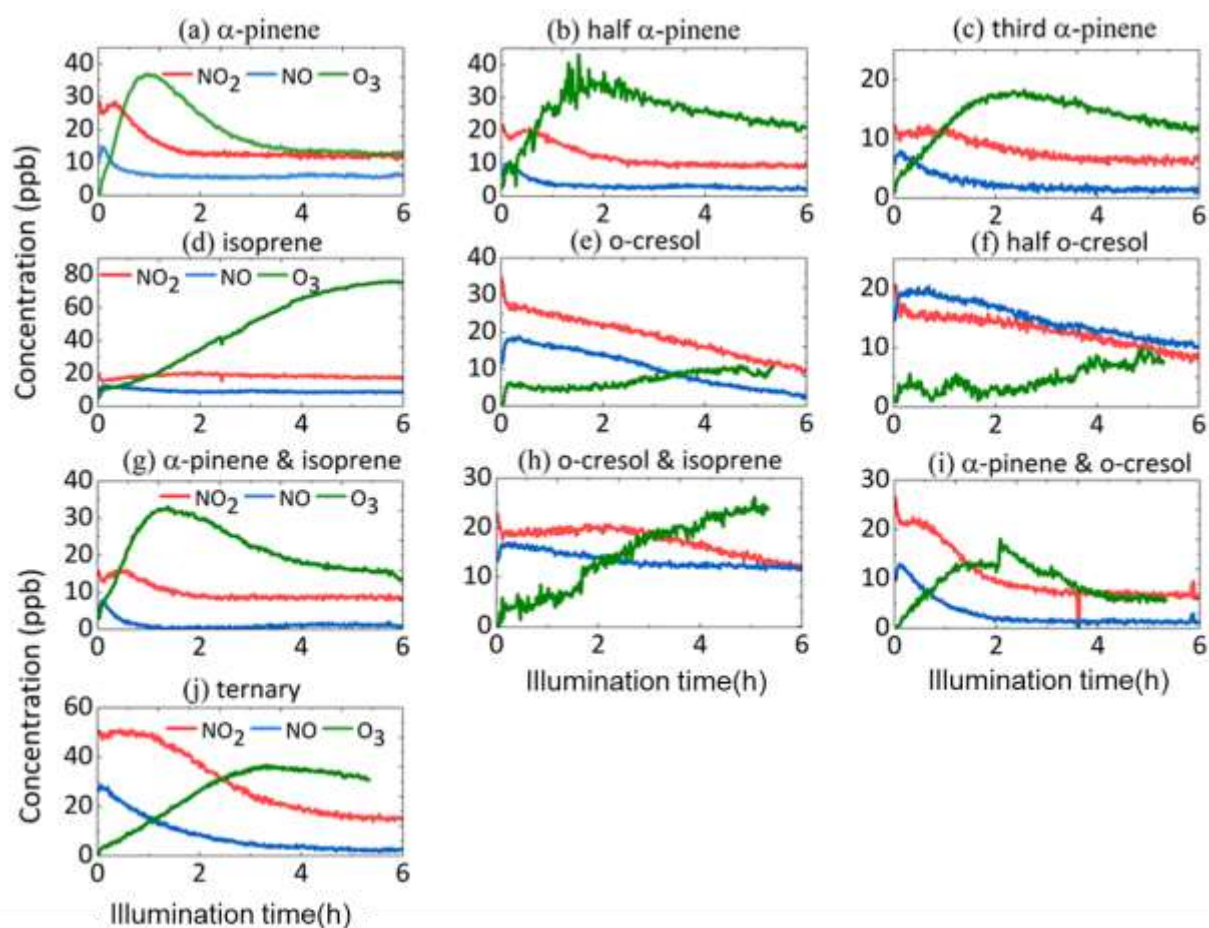 (a) α-pinene
(b) half α-pinene
(c) third α-pinene
40
30
20
10
0
NO2 NO O3
0 2 4 6
40
30
20
10
0
0 2 4 6
20
10
0
0 2 4 6
Concentration (ppb)
(d) isoprene
(e) o-cresol
(f) half o-cresol
80
60
40
20
0
NO2 NO O3
0 2 4 6
40
30
20
10
0
0 2 4 6
20
10
0
0 2 4 6
(g) α-pinene & isoprene
(h) o-cresol & isoprene
(i) α-pinene & o-cresol
40
30
20
10
0
NO2 NO O3
0 2 4 6
30
20
10
0
0 2 4 6
30
20
10
0
0 2 4 6
Concentration (ppb)
Illumination time(h)
Illumination time(h)
(j) ternary
60
40
20
0
NO2 NO O3
0 2 4 6
Illumination time(h)